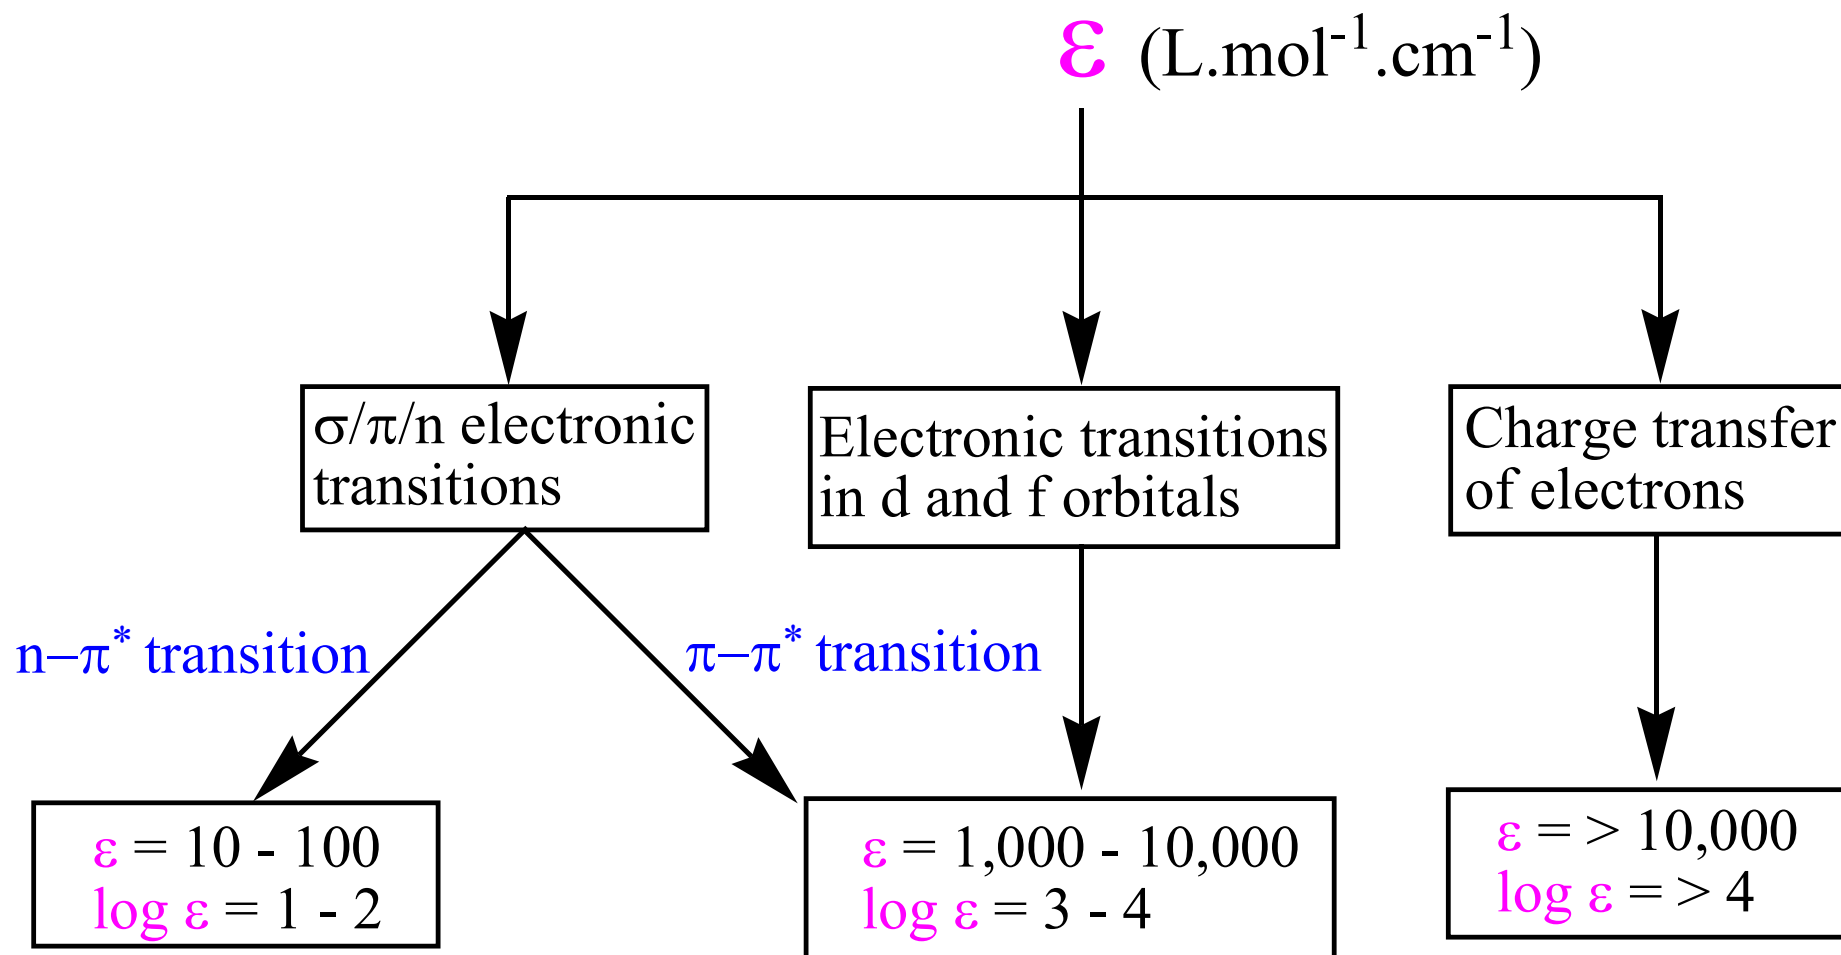 ε (L.mol⁻¹.cm⁻¹)
σ/π/n electronic
transitions
Electronic transitions
in d and f orbitals
Charge transfer
of electrons
n–π* transition
π–π* transition
ε = 10 - 100
log ε = 1 - 2
ε = 1,000 - 10,000
log ε = 3 - 4
ε = > 10,000
log ε = > 4